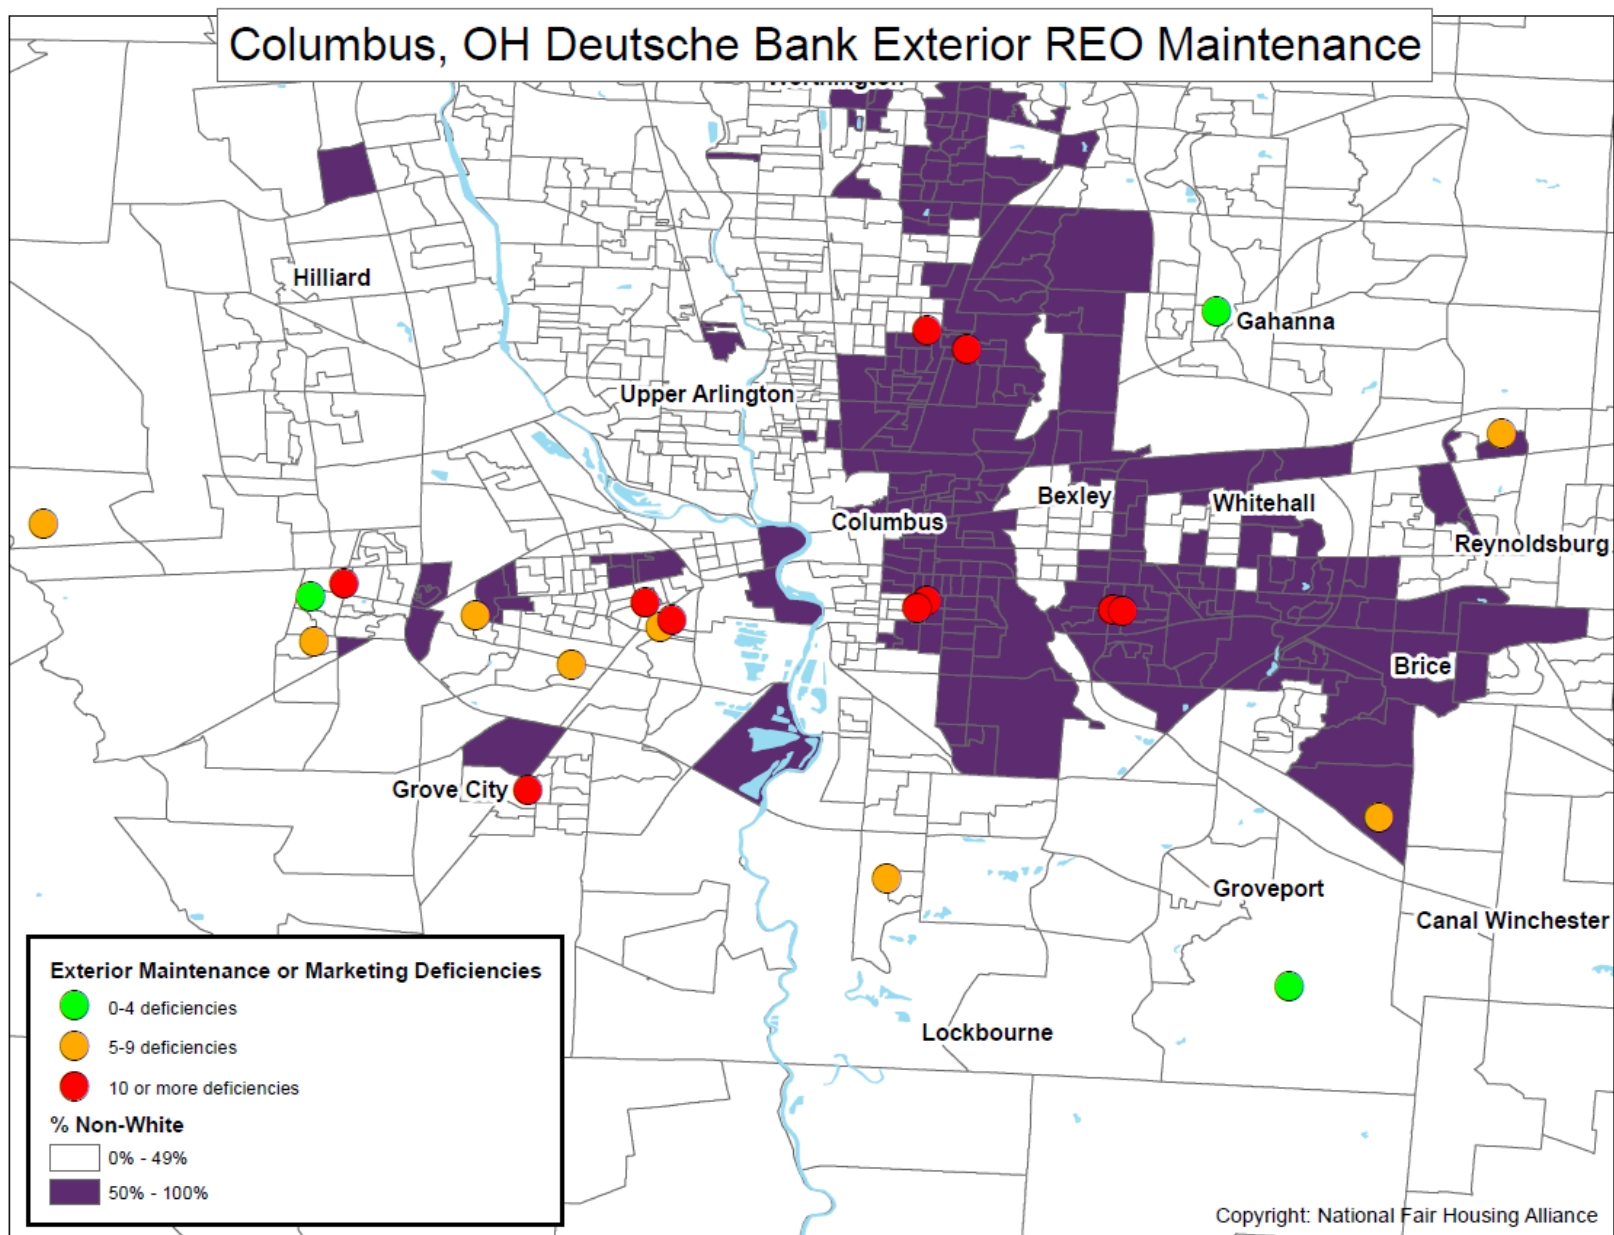 Columbus, OH Deutsche Bank Exterior REO Maintenance
Worthington
Hilliard
Gahanna
Upper Arlington
Bexley
Whitehall
Columbus
Reynoldsburg
Brice
Grove City
Groveport
Canal Winchester
Lockbourne
Exterior Maintenance or Marketing Deficiencies
0-4 deficiencies
5-9 deficiencies
10 or more deficiencies
% Non-White
0% - 49%
50% - 100%
Copyright: National Fair Housing Alliance